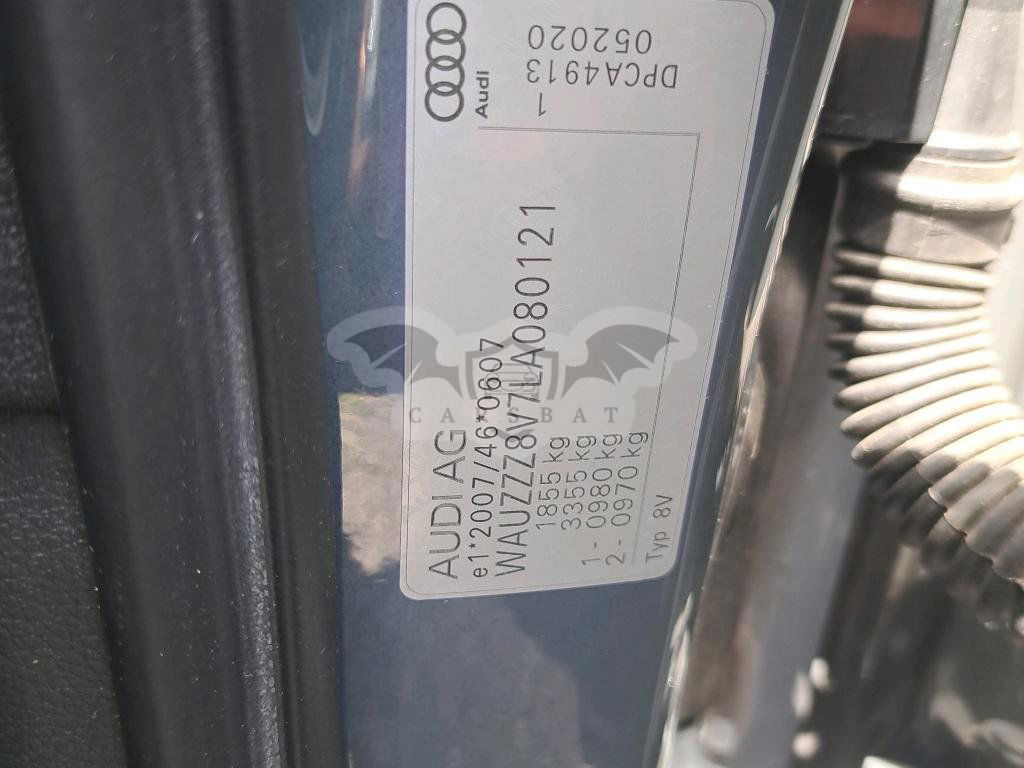 AUDI AG
e1*2007/46*0607
WAUZZZ8V7LA080121
1855 kg
3355 kg
1 - 0980 kg
2 - 0970 kg
Typ 8V
Audi
1
DPCA4913
052020
CARSBAT